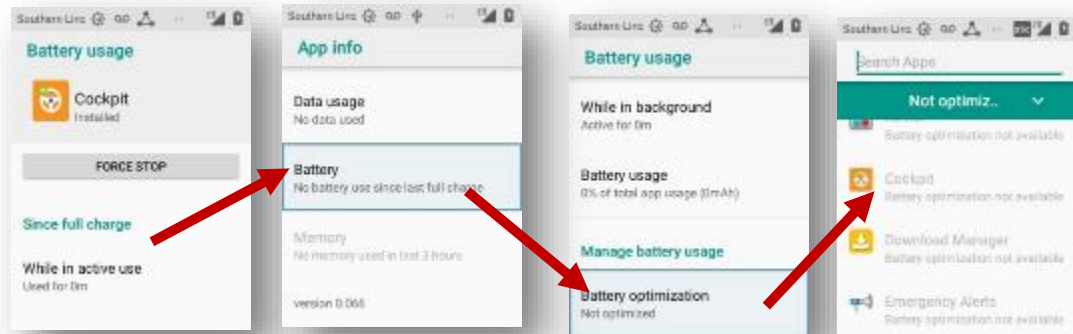 Southern Linc
Battery usage
Cockpit
Installed
FORCE STOP
Since full charge
While in active use
Used for 0m
Southern Linc
App info
Data usage
No data used
Battery
No battery use since last full charge
Memory
No memory used in last 3 hours
version 0.068
Southern Linc
Battery usage
While in background
Active for 0m
Battery usage
0% of total app usage (0mAh)
Manage battery usage
Battery optimization
Not optimized
Southern Linc
Search Apps
Not optimiz..
Battery optimization not available
Cockpit
Battery optimization not available
Download Manager
Battery optimization not available
Emergency Alerts
Battery optimization not available